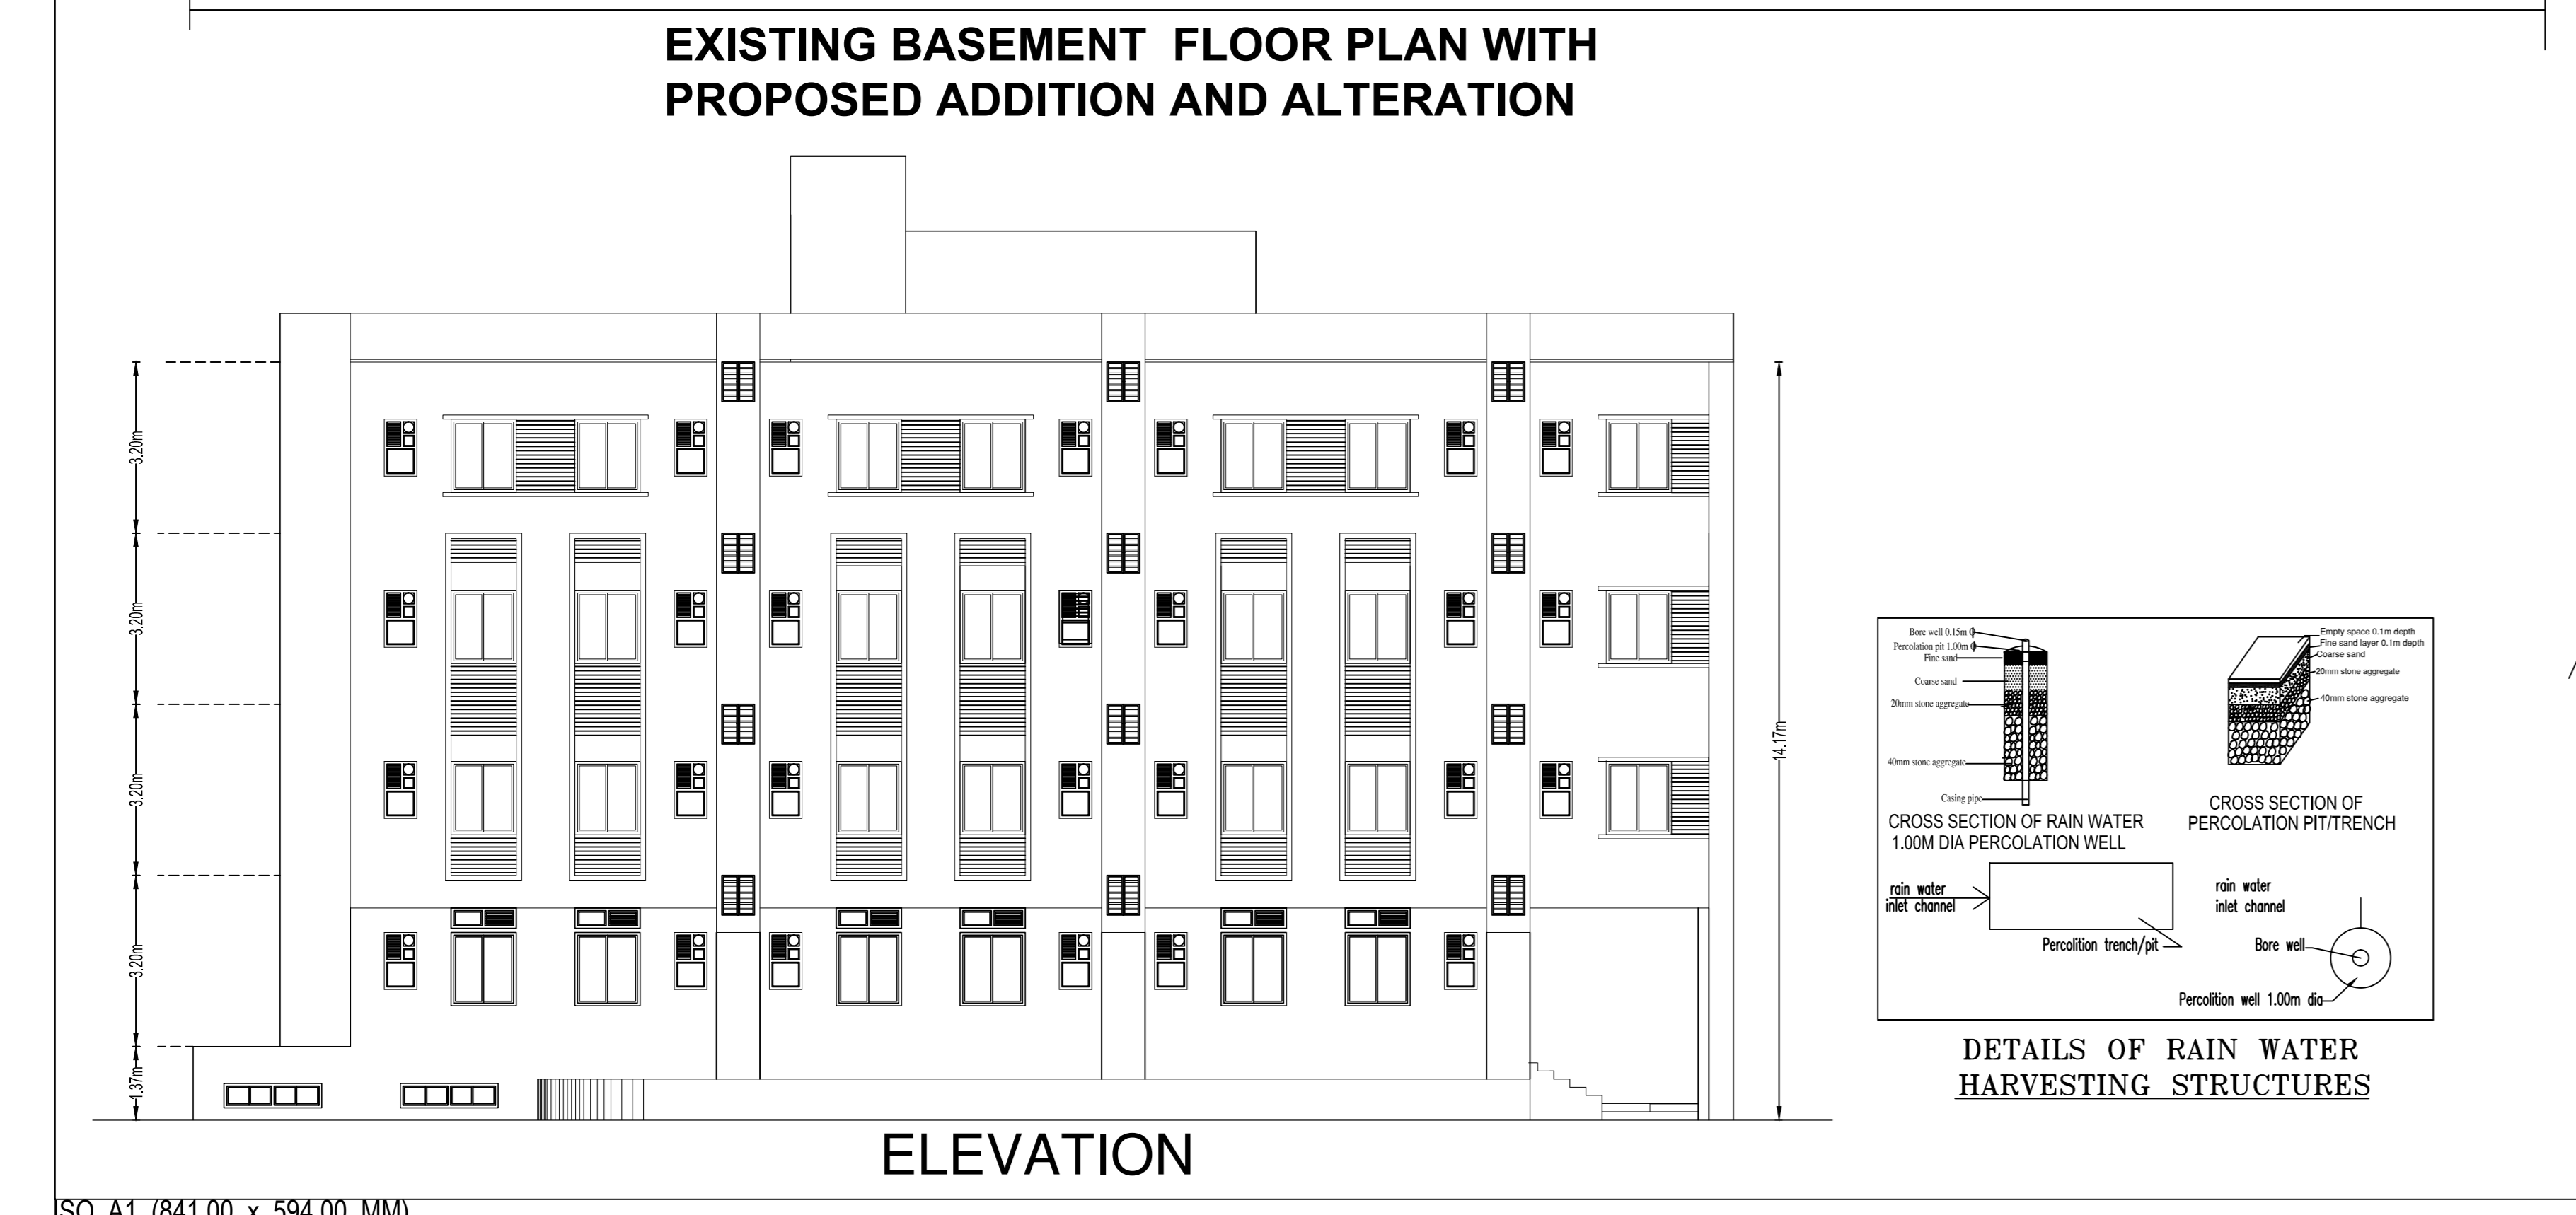 EXISTING BASEMENT FLOOR PLAN WITH
PROPOSED ADDITION AND ALTERATION
3.20m
3.20m
3.20m
3.20m
1.37m
14.17m
ELEVATION
Bore well 0.15m ϕ
Percolation pit 1.00m ϕ
Fine sand
Coarse sand
20mm stone aggregate
40mm stone aggregate
Casing pipe
CROSS SECTION OF RAIN WATER
1.00M DIA PERCOLATION WELL
Empty space 0.1m depth
Fine sand layer 0.1m depth
Coarse sand
20mm stone aggregate
40mm stone aggregate
CROSS SECTION OF
PERCOLATION PIT/TRENCH
rain water
inlet channel
Percolition trench/pit
rain water
inlet channel
Bore well
Percolition well 1.00m dia
DETAILS OF RAIN WATER
HARVESTING STRUCTURES
ISO A1 (841.00 x 594.00 MM)